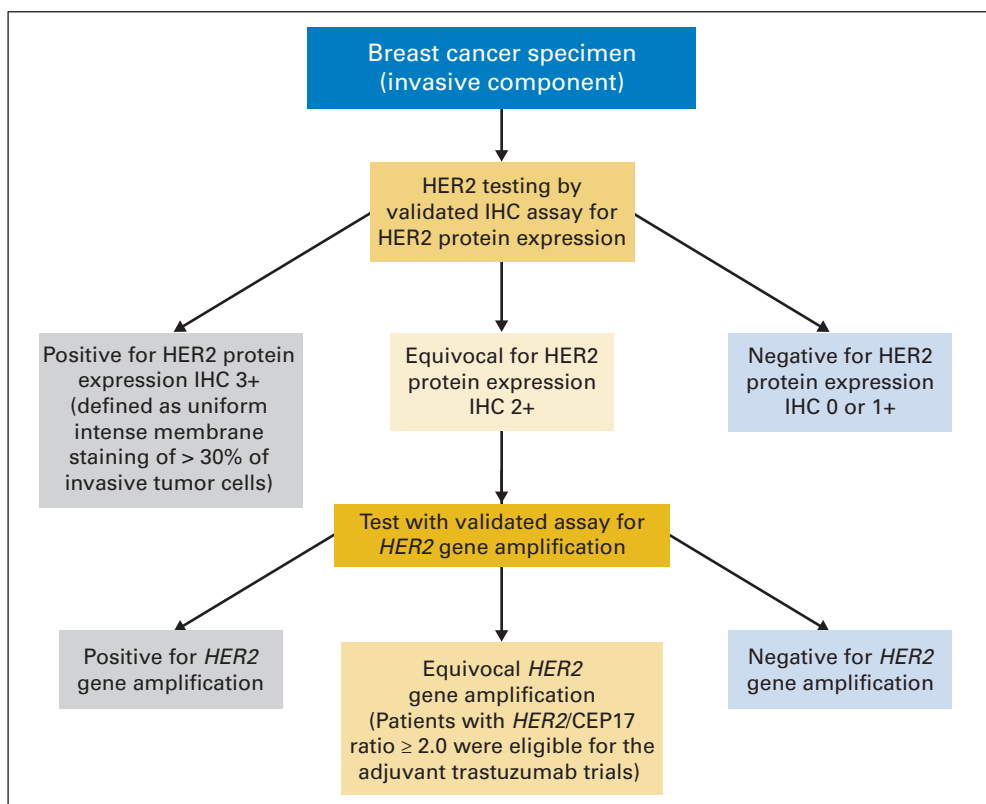 Breast cancer specimen
(invasive component)
HER2 testing by
validated IHC assay for
HER2 protein expression
Positive for HER2 protein
expression IHC 3+
(defined as uniform
intense membrane
staining of > 30% of
invasive tumor cells)
Equivocal for HER2
protein expression
IHC 2+
Negative for HER2
protein expression
IHC 0 or 1+
Test with validated assay for
HER2 gene amplification
Positive for HER2
gene amplification
Equivocal HER2
gene amplification
(Patients with HER2/CEP17
ratio ≥ 2.0 were eligible for the
adjuvant trastuzumab trials)
Negative for HER2
gene amplification